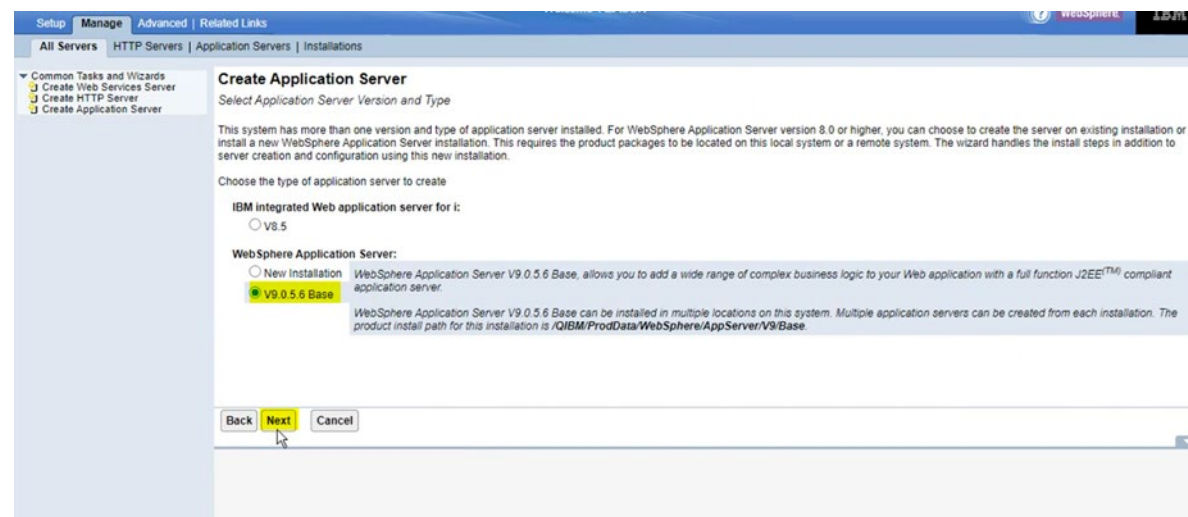 Setup Manage Advanced | Related Links
WebSphere.
IBM
All Servers HTTP Servers | Application Servers | Installations
Common Tasks and Wizards
Create Web Services Server
Create HTTP Server
Create Application Server
Create Application Server
Select Application Server Version and Type
This system has more than one version and type of application server installed. For WebSphere Application Server version 8.0 or higher, you can choose to create the server on existing installation or
install a new WebSphere Application Server installation. This requires the product packages to be located on this local system or a remote system. The wizard handles the install steps in addition to
server creation and configuration using this new installation.
Choose the type of application server to create
IBM integrated Web application server for i:
V8.5
WebSphere Application Server:
New Installation
V9.0.5.6 Base
WebSphere Application Server V9.0.5.6 Base, allows you to add a wide range of complex business logic to your Web application with a full function J2EE(TM) compliant
application server.
WebSphere Application Server V9.0.5.6 Base can be installed in multiple locations on this system. Multiple application servers can be created from each installation. The
product install path for this installation is /QIBM/ProdData/WebSphere/AppServer/V9/Base.
Back Next Cancel